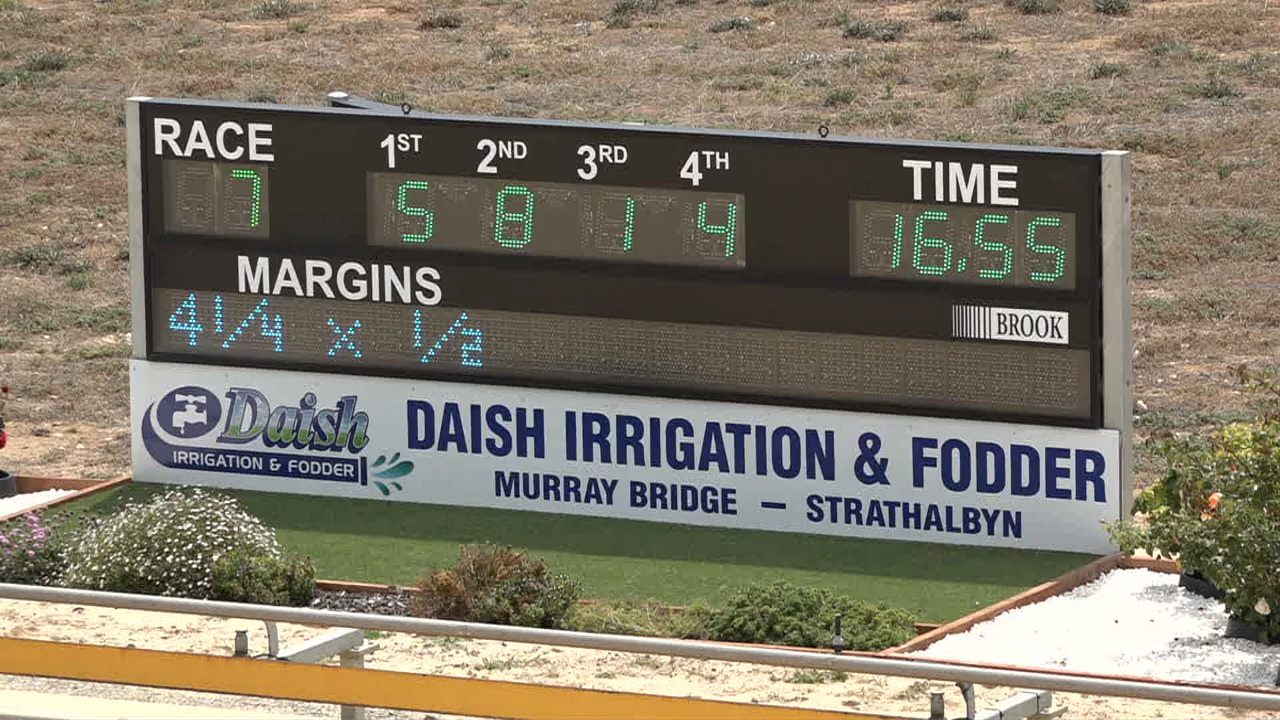 RACE 1ST 2ND 3RD 4TH TIME
7 5 8 1 4 16.55
MARGINS
4 1/4 x 1/2
BROOK
Daish
IRRIGATION & FODDER
DAISH IRRIGATION & FODDER
MURRAY BRIDGE – STRATHALBYN